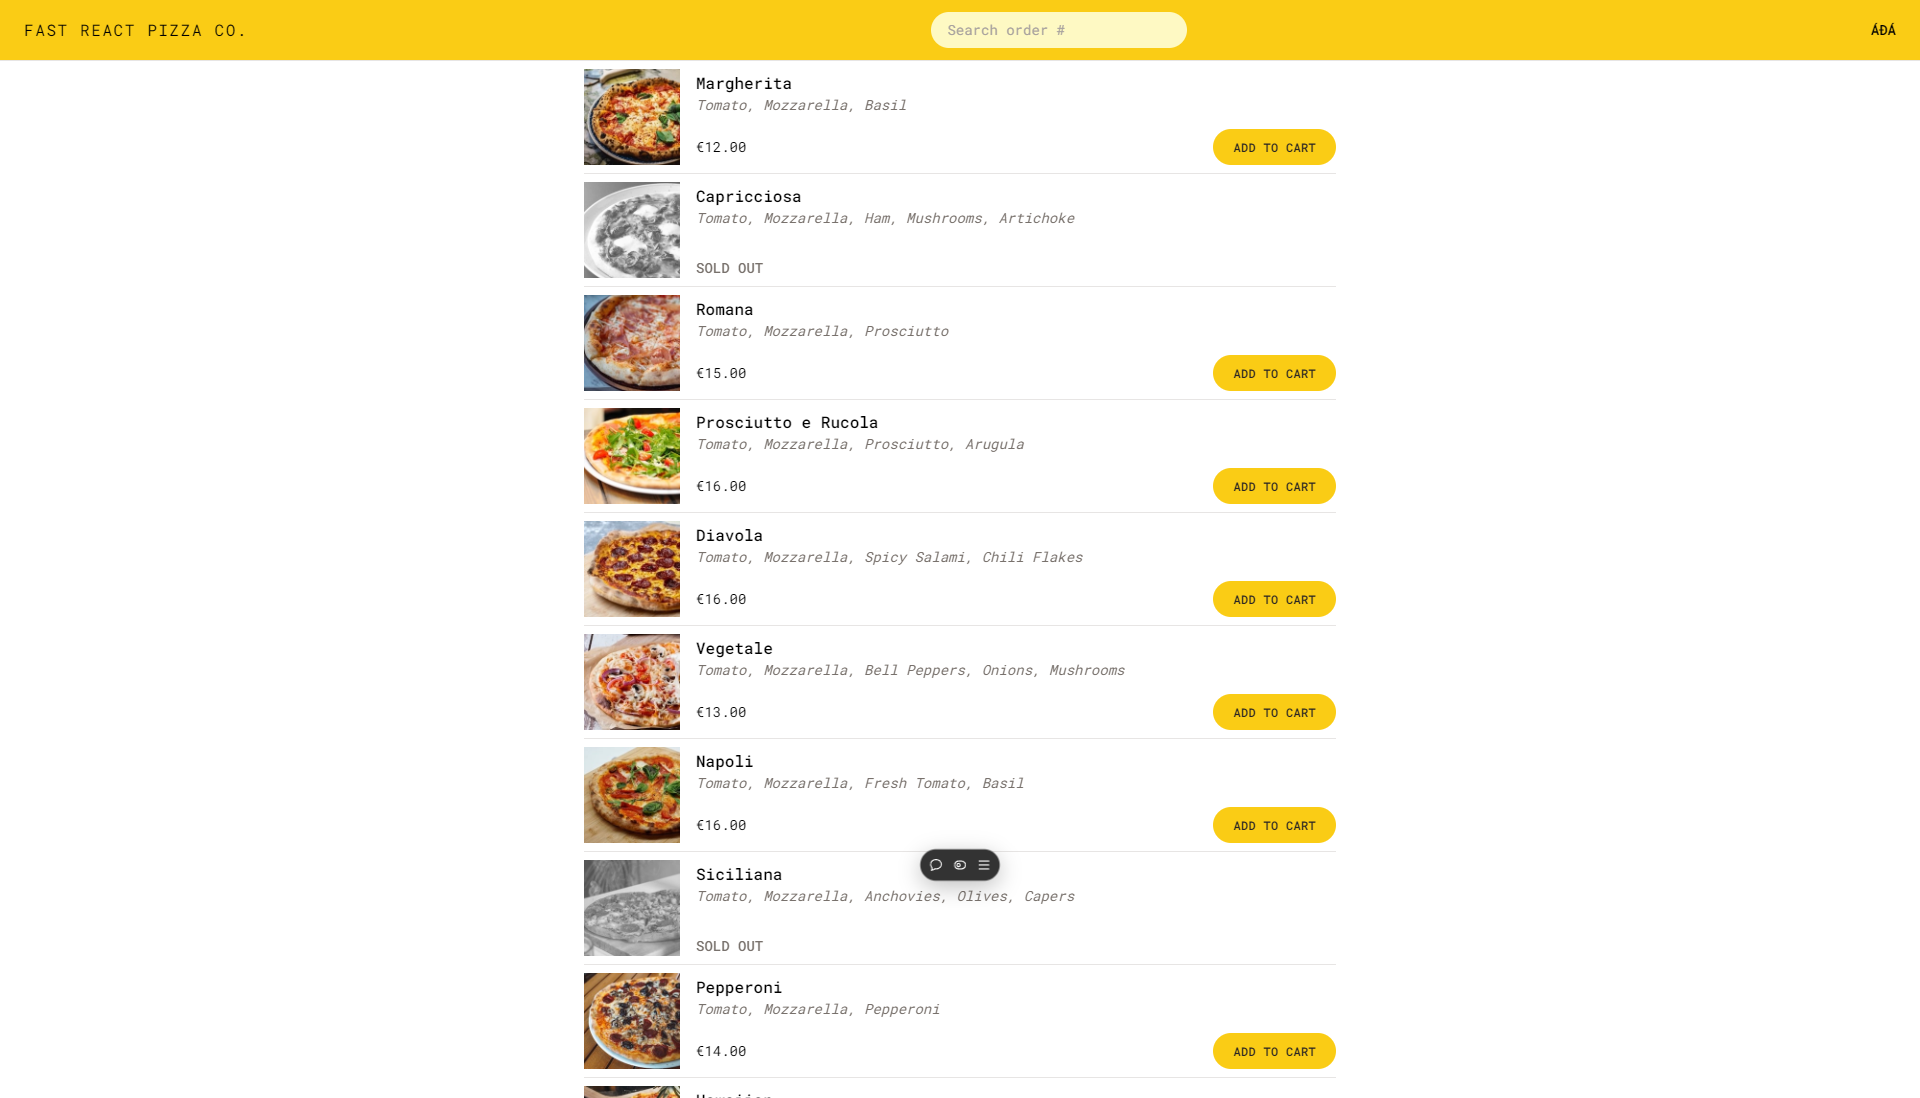 FAST REACT PIZZA CO.
Search order #
ÁĐÁ
Margherita
Tomato, Mozzarella, Basil
€12.00
ADD TO CART
Capricciosa
Tomato, Mozzarella, Ham, Mushrooms, Artichoke
SOLD OUT
Romana
Tomato, Mozzarella, Prosciutto
€15.00
ADD TO CART
Prosciutto e Rucola
Tomato, Mozzarella, Prosciutto, Arugula
€16.00
ADD TO CART
Diavola
Tomato, Mozzarella, Spicy Salami, Chili Flakes
€16.00
ADD TO CART
Vegetale
Tomato, Mozzarella, Bell Peppers, Onions, Mushrooms
€13.00
ADD TO CART
Napoli
Tomato, Mozzarella, Fresh Tomato, Basil
€16.00
ADD TO CART
Siciliana
Tomato, Mozzarella, Anchovies, Olives, Capers
SOLD OUT
Pepperoni
Tomato, Mozzarella, Pepperoni
€14.00
ADD TO CART